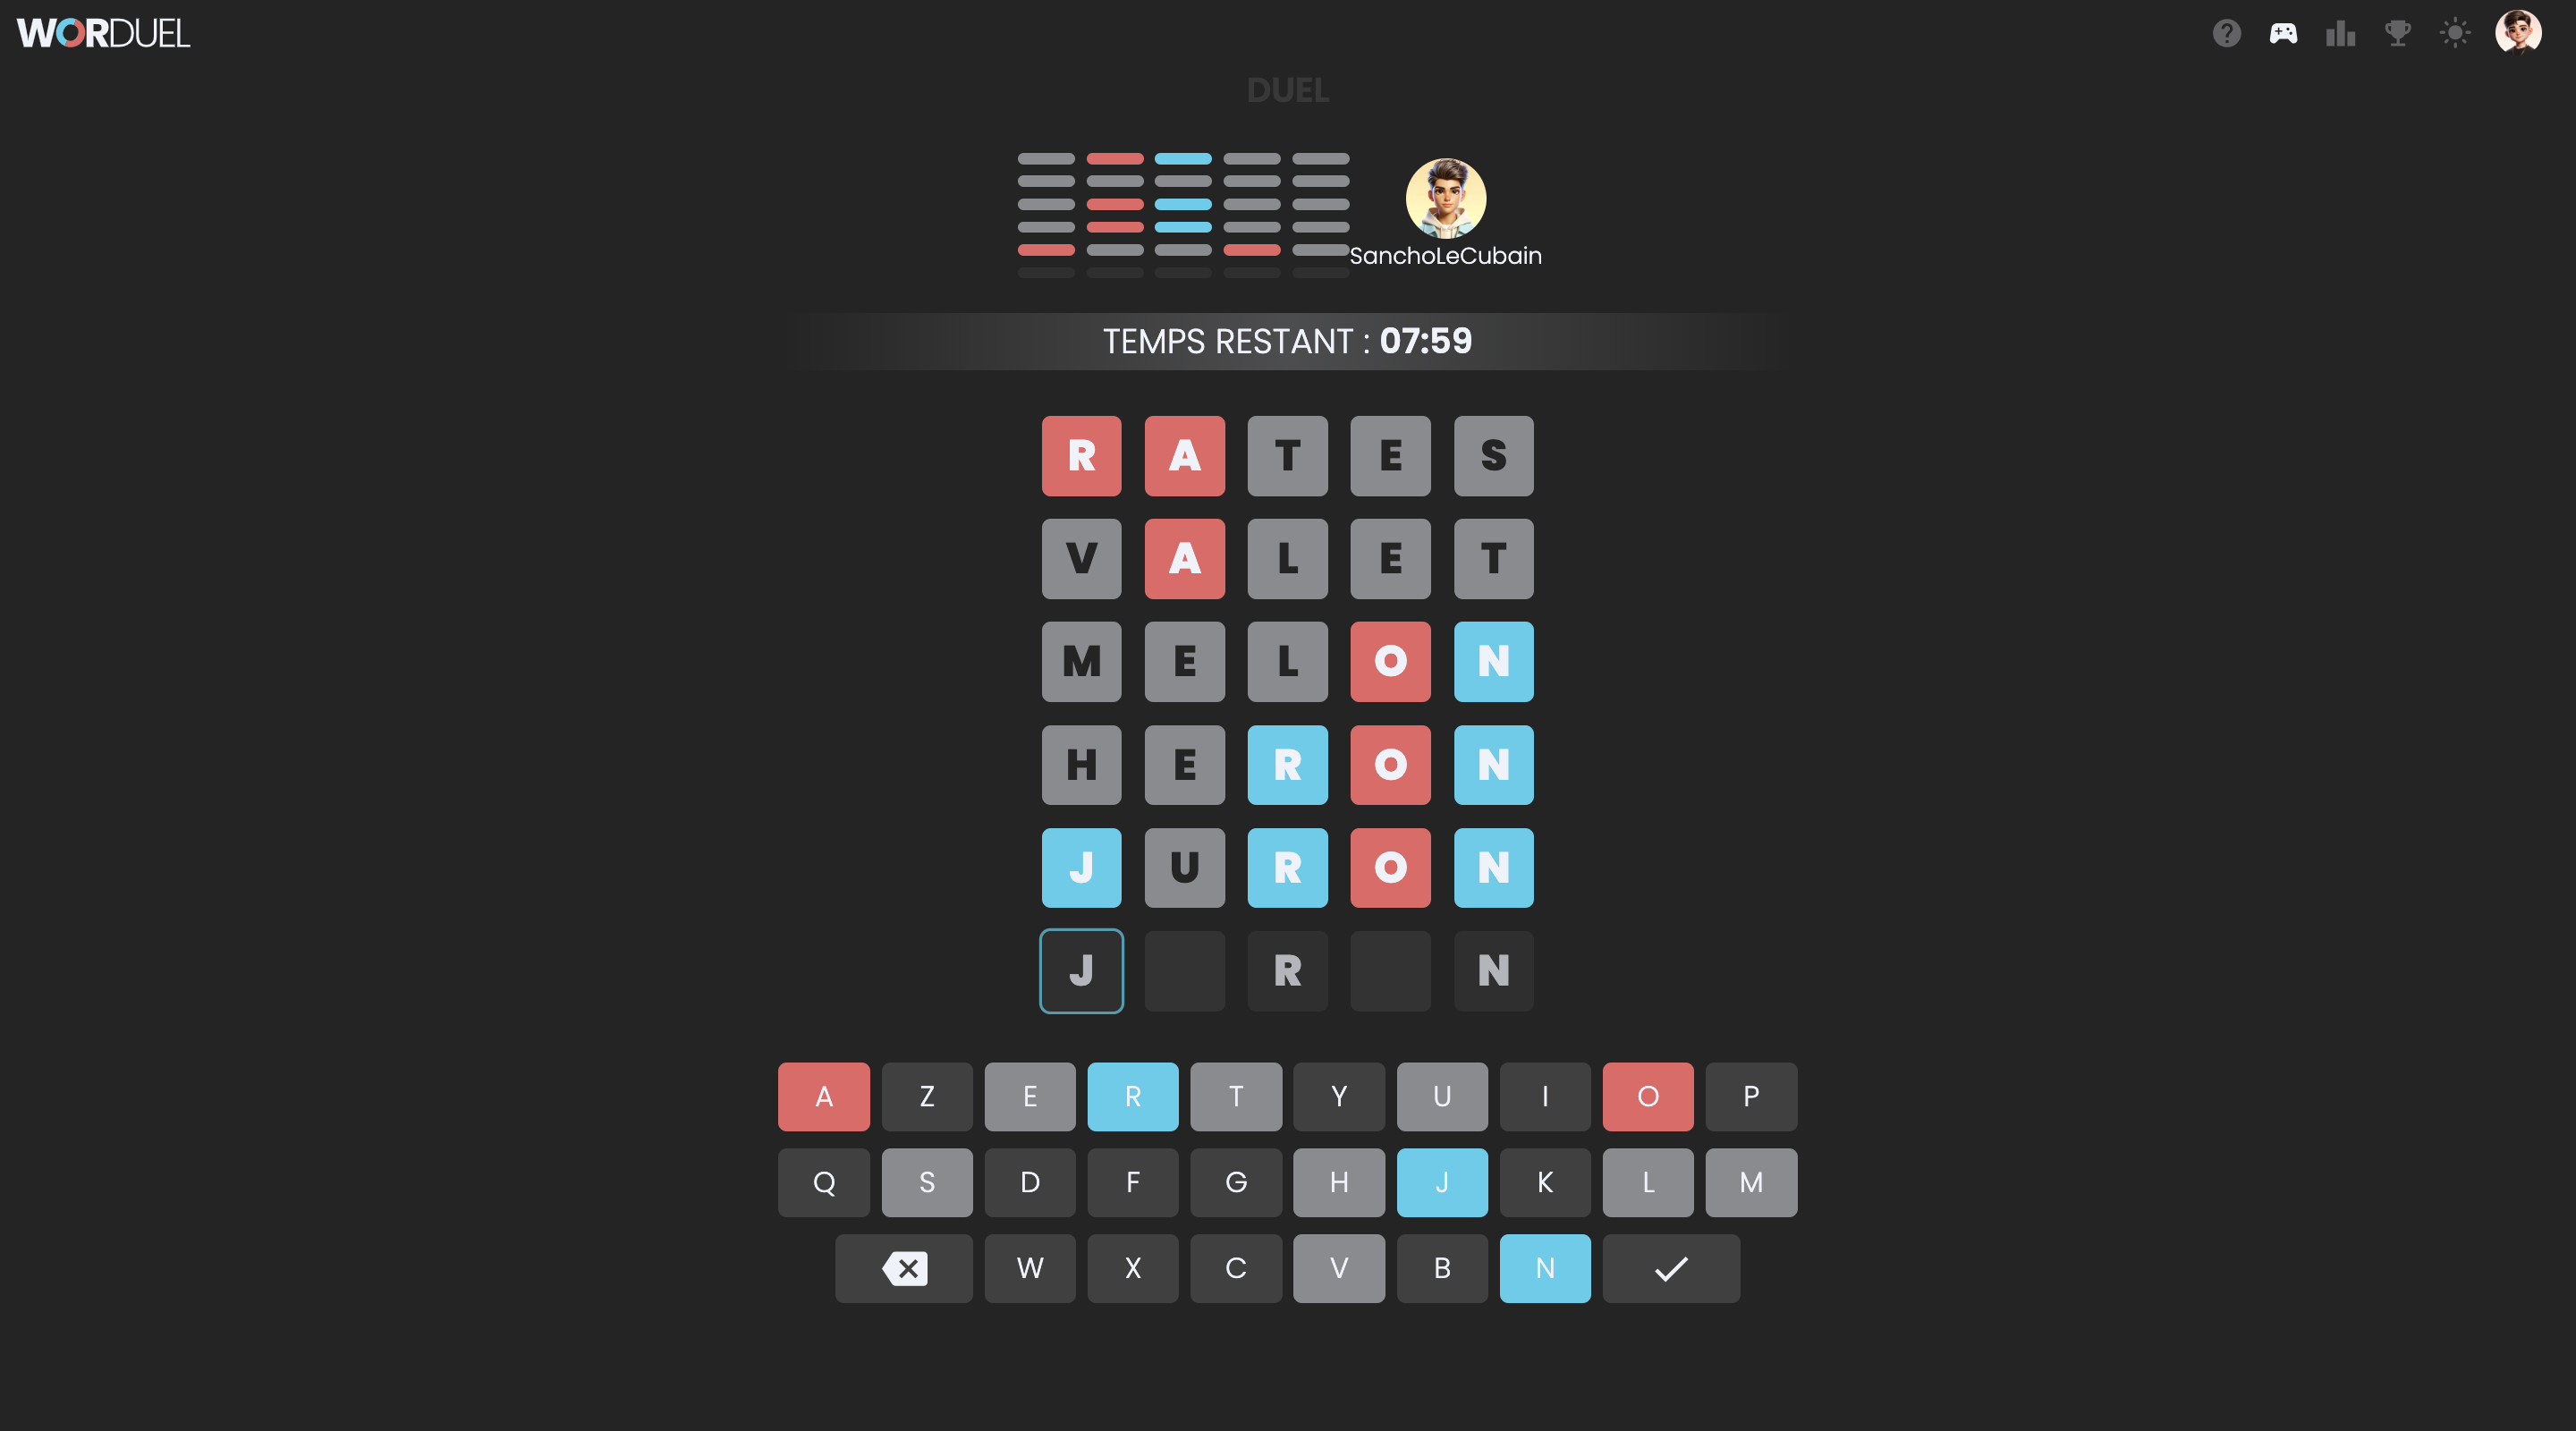 WORDUEL
DUEL
SanchoLeCubain
TEMPS RESTANT : 07:59
R A T E S
V A L E T
M E L O N
H E R O N
J U R O N
J R N
A Z E R T Y U I O P
Q S D F G H J K L M
W X C V B N